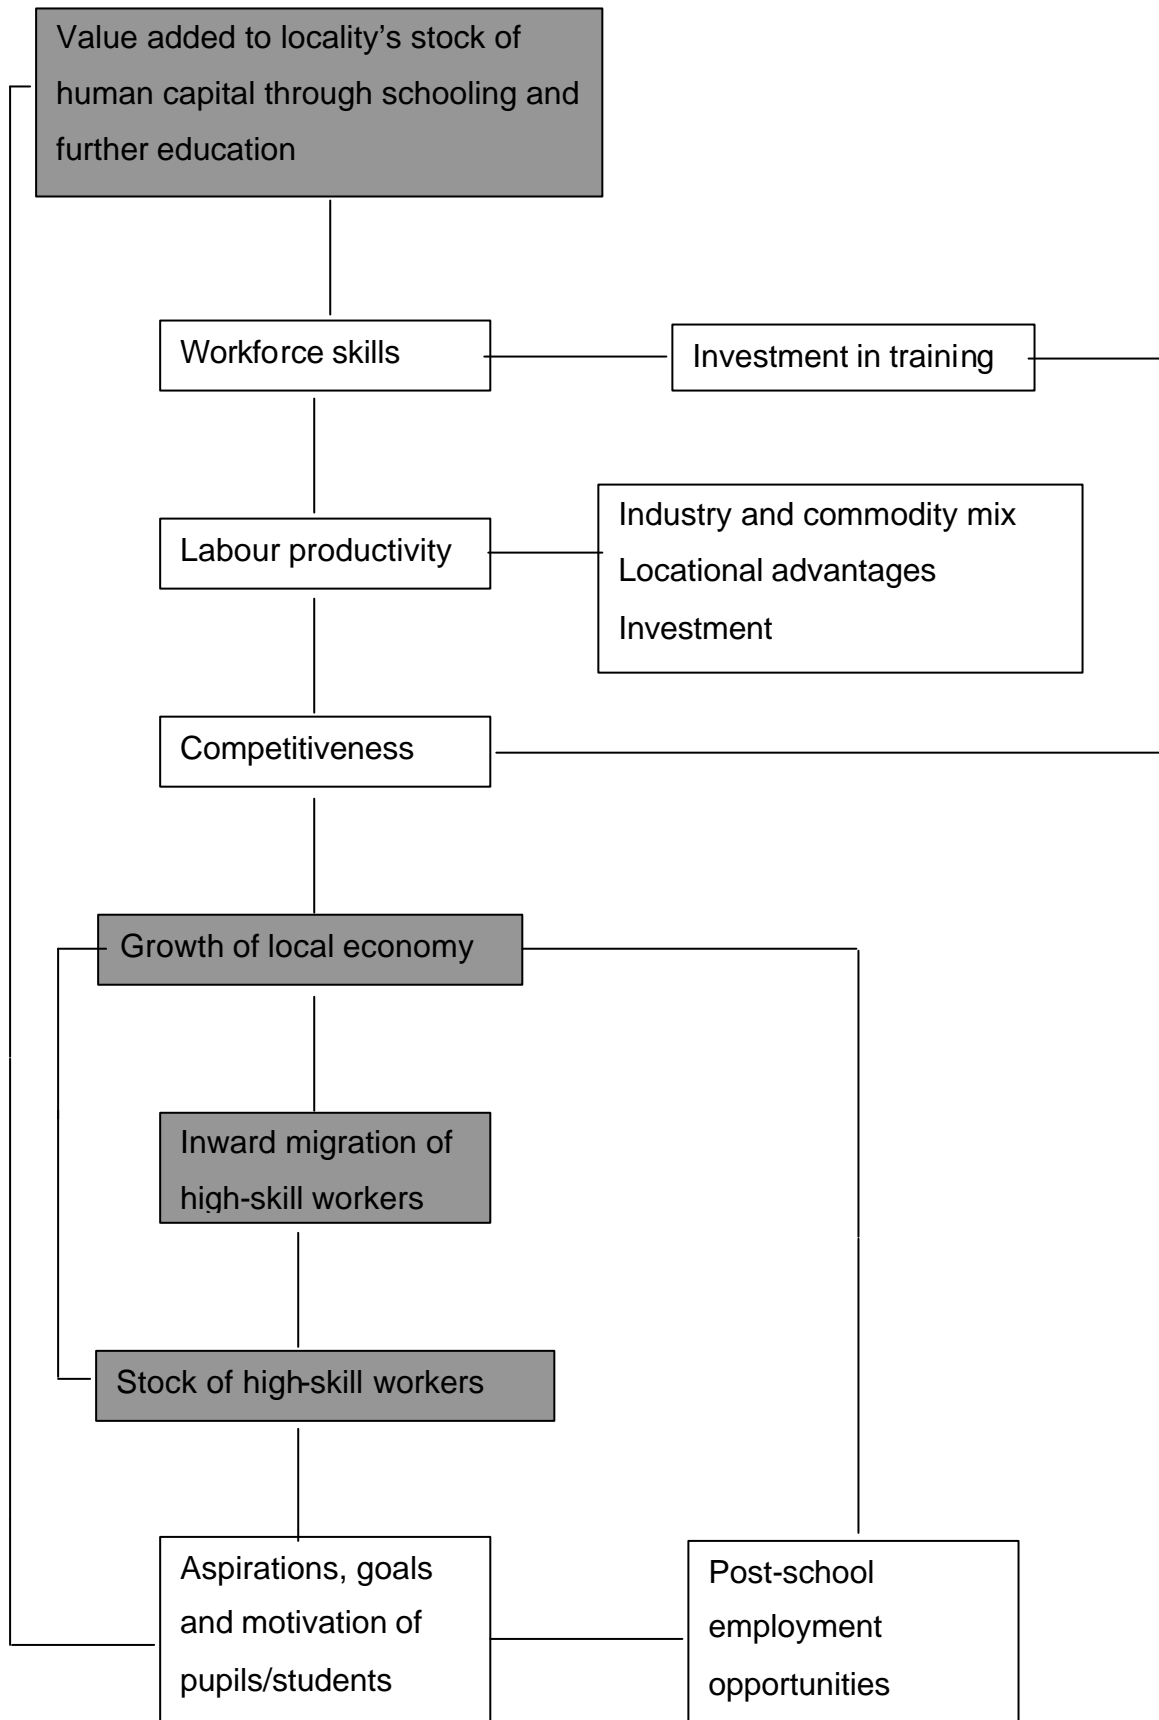 Value added to locality’s stock of
human capital through schooling and
further education
Workforce skills
Investment in training
Industry and commodity mix
Labour productivity
Locational advantages
Investment
Competitiveness
Growth of local economy
Inward migration of
high-skill workers
Stock of high-skill workers
Aspirations, goals
and motivation of
pupils/students
Post-school
employment
opportunities